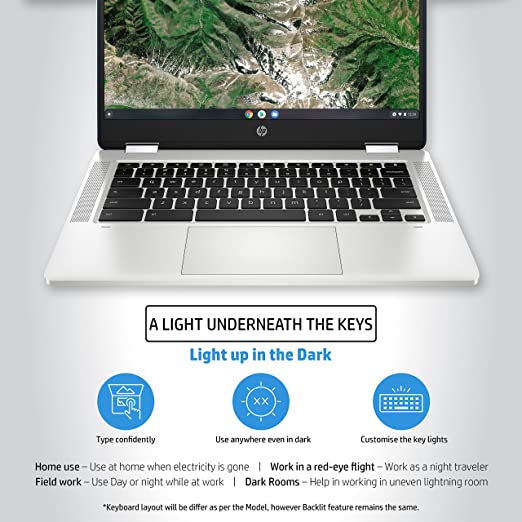 hp
A LIGHT UNDERNEATH THE KEYS
Light up in the Dark
XX
Type confidently
Use anywhere even in dark
Customise the key lights
Home use – Use at home when electricity is gone | Work in a red-eye flight – Work as a night traveler
Field work – Use Day or night while at work | Dark Rooms – Help in working in uneven lightning room
*Keyboard layout will be differ as per the Model, however Backlit feature remains the same.